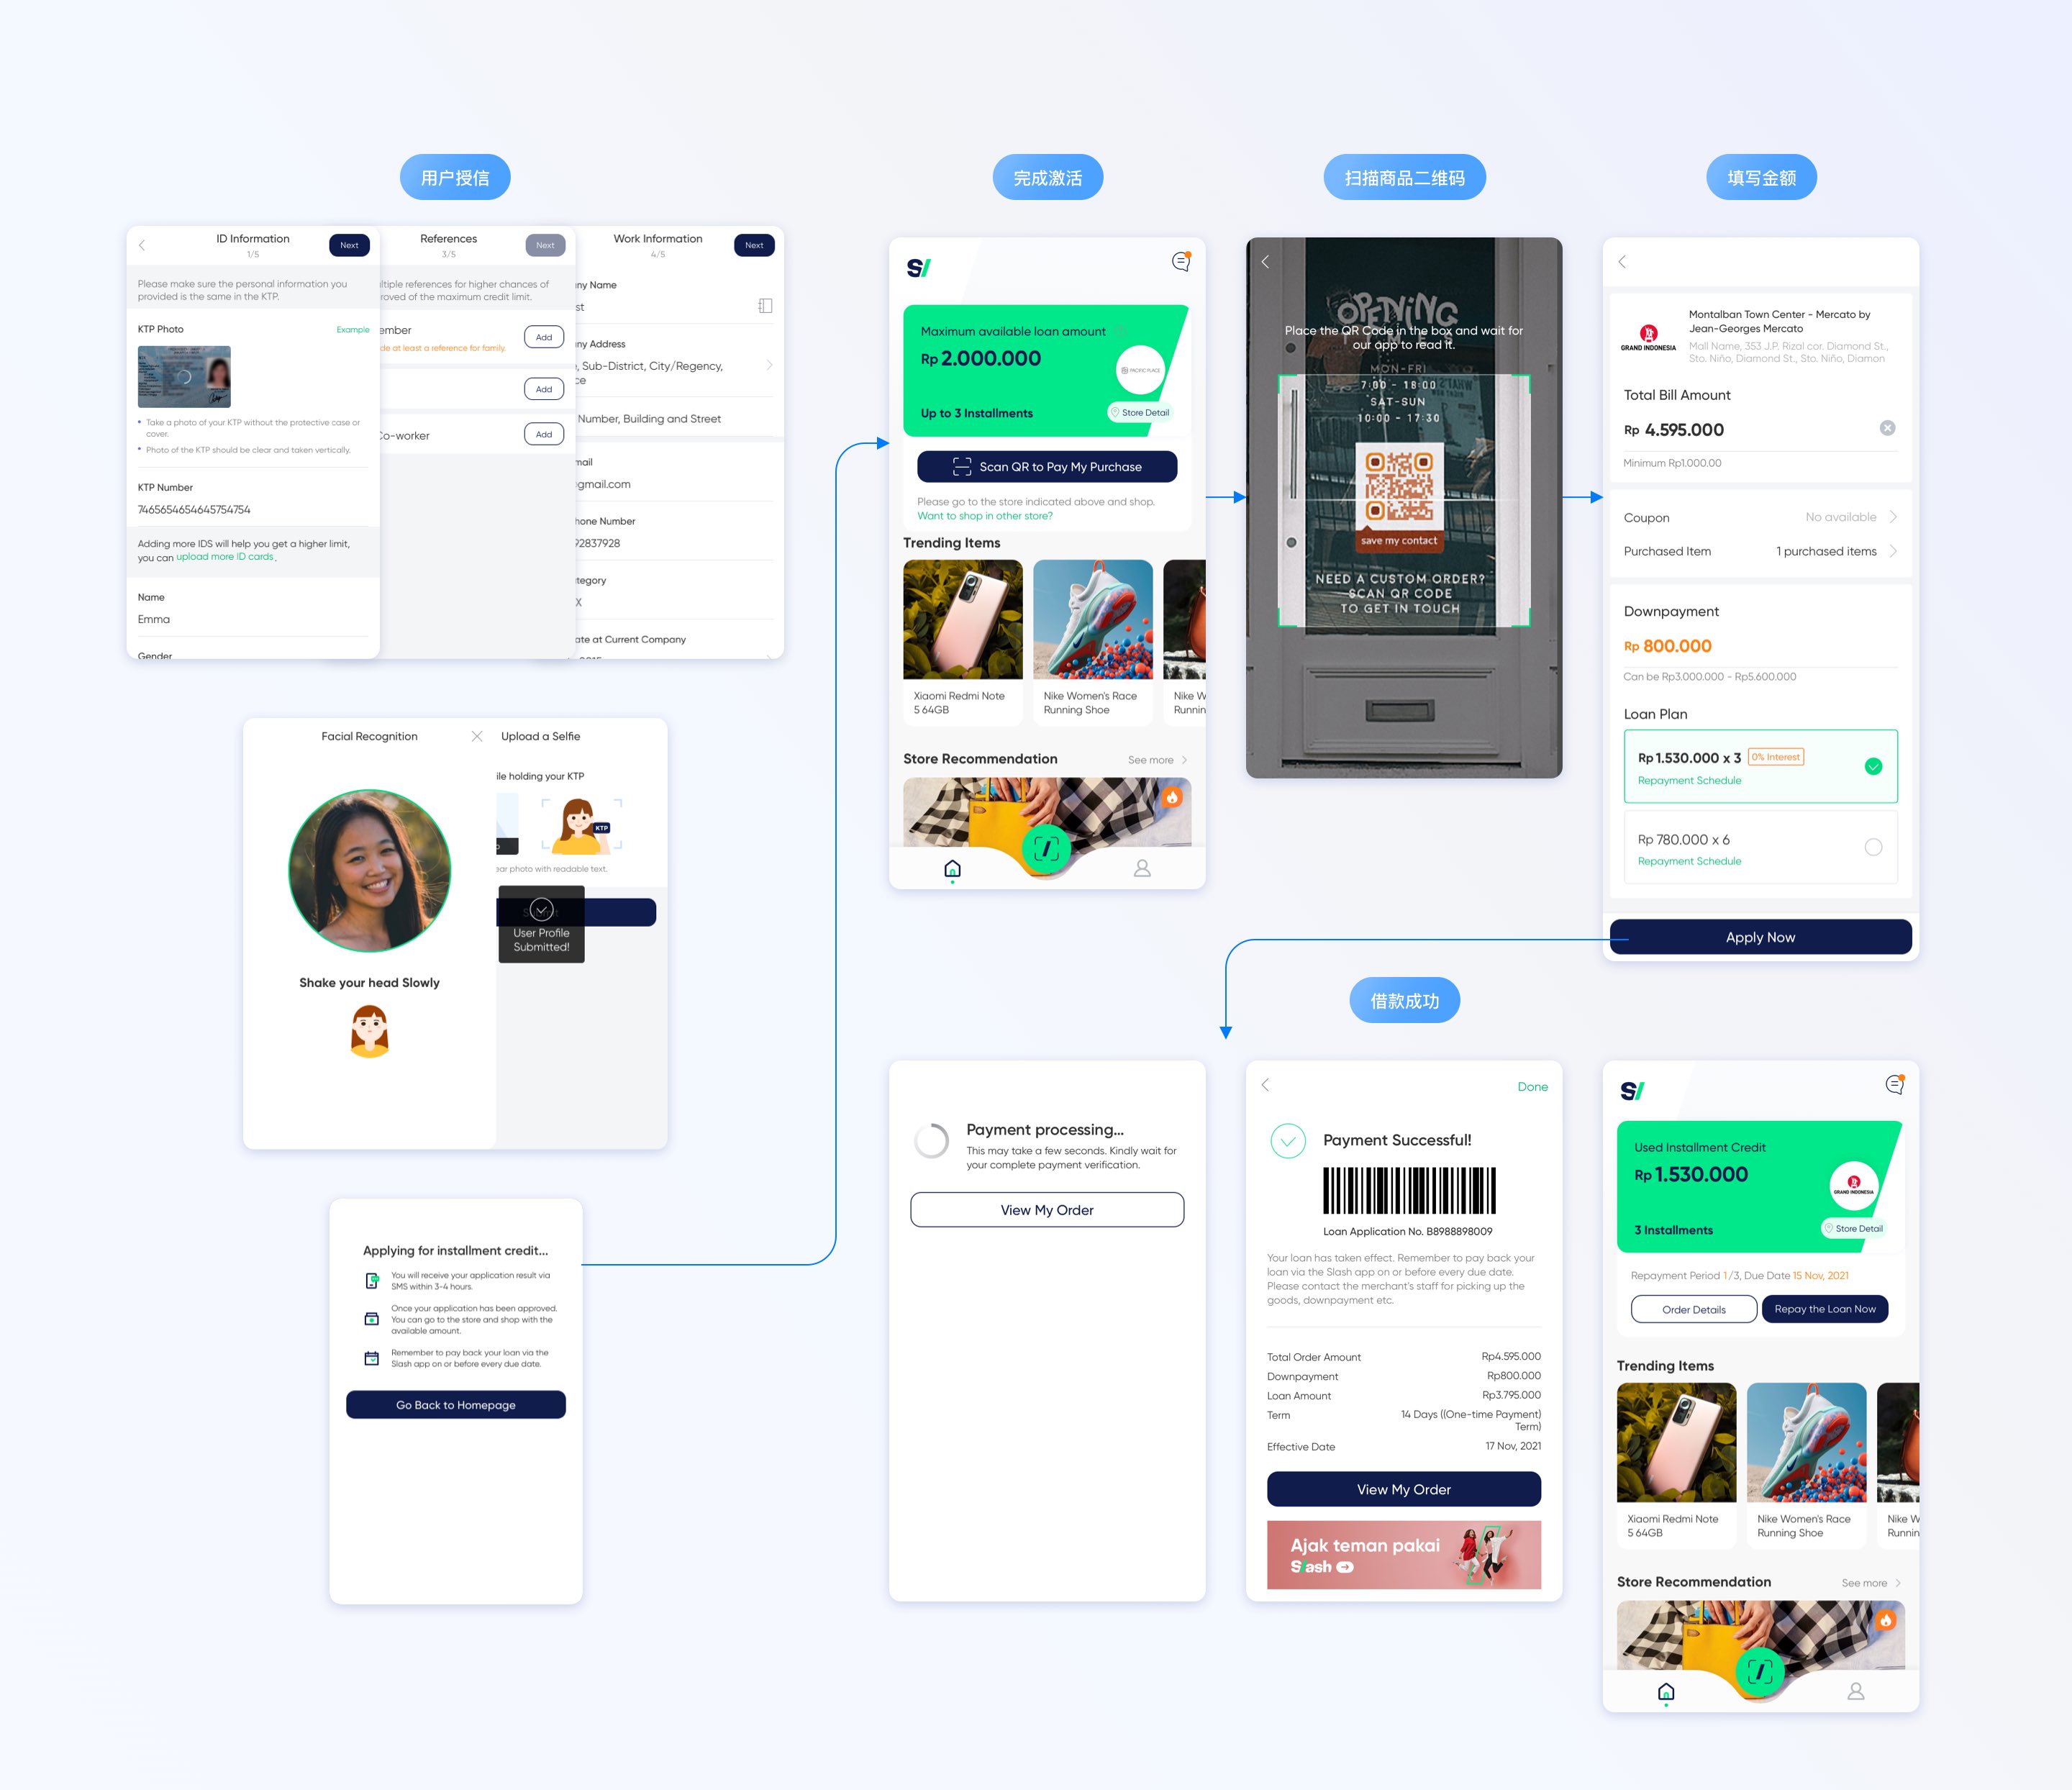 用户授信
完成激活
扫描商品二维码
填写金额
ID Information
1/5
Next
Please make sure the personal information you
provided is the same in the KTP.
KTP Photo
Example
Take a photo of your KTP without the protective case or
cover.
Photo of the KTP should be clear and taken vertically.
KTP Number
7465654654645754754
Adding more IDS will help you get a higher limit,
you can upload more ID cards.
Name
Emma
Gender
References
3/5
Next
ltiple references for higher chances of
roved of the maximum credit limit.
ember
de at least a reference for family.
Add
Add
Co-worker
Add
Work Information
4/5
Next
ny Name
st
ny Address
, Sub-District, City/Regency,
ce
Number, Building and Street
mail
gmail.com
hone Number
92837928
tegory
X
ate at Current Company
Facial Recognition
Shake your head Slowly
Upload a Selfie
ile holding your KTP
KTP
ear photo with readable text.
User Profile
Submitted!
Applying for installment credit...
You will receive your application result via
SMS within 3-4 hours.
Once your application has been approved.
You can go to the store and shop with the
available amount.
Remember to pay back your loan via the
Slash app on or before every due date.
Go Back to Homepage
S/
Maximum available loan amount
Rp 2.000.000
PACIFIC PLACE
Up to 3 Installments
Store Detail
Scan QR to Pay My Purchase
Please go to the store indicated above and shop.
Want to shop in other store?
Trending Items
Xiaomi Redmi Note
5 64GB
Nike Women's Race
Running Shoe
Nike W
Runnin
Store Recommendation
See more
OPENING
TIMES
Place the QR Code in the box and wait for
our app to read it.
MON-FRI
7:00 - 18:00
SAT-SUN
10:00 - 17:30
save my contact
NEED A CUSTOM ORDER?
SCAN QR CODE
TO GET IN TOUCH
GRAND INDONESIA
Montalban Town Center - Mercato by
Jean-Georges Mercato
Mall Name, 353 J.P. Rizal cor. Diamond St.,
Sto. Niño, Diamond St., Sto. Niño, Diamon
Total Bill Amount
Rp 4.595.000
Minimum Rp1.000.00
Coupon
No available
Purchased Item
1 purchased items
Downpayment
Rp 800.000
Can be Rp3.000.000 - Rp5.600.000
Loan Plan
Rp 1.530.000 x 3
0% Interest
Repayment Schedule
Rp 780.000 x 6
Repayment Schedule
Apply Now
借款成功
Payment processing...
This may take a few seconds. Kindly wait for
your complete payment verification.
View My Order
Done
Payment Successful!
Loan Application No. B8988898009
Your loan has taken effect. Remember to pay back your
loan via the Slash app on or before every due date.
Please contact the merchant's staff for picking up the
goods, downpayment etc.
Total Order Amount
Rp4.595.000
Downpayment
Rp800.000
Loan Amount
Rp3.795.000
Term
14 Days ((One-time Payment)
Term)
Effective Date
17 Nov, 2021
View My Order
Ajak teman pakai
Slash
S/
Used Installment Credit
Rp 1.530.000
GRAND INDONESIA
3 Installments
Store Detail
Repayment Period 1/3, Due Date 15 Nov, 2021
Order Details
Repay the Loan Now
Trending Items
Xiaomi Redmi Note
5 64GB
Nike Women's Race
Running Shoe
Nike W
Runnin
Store Recommendation
See more